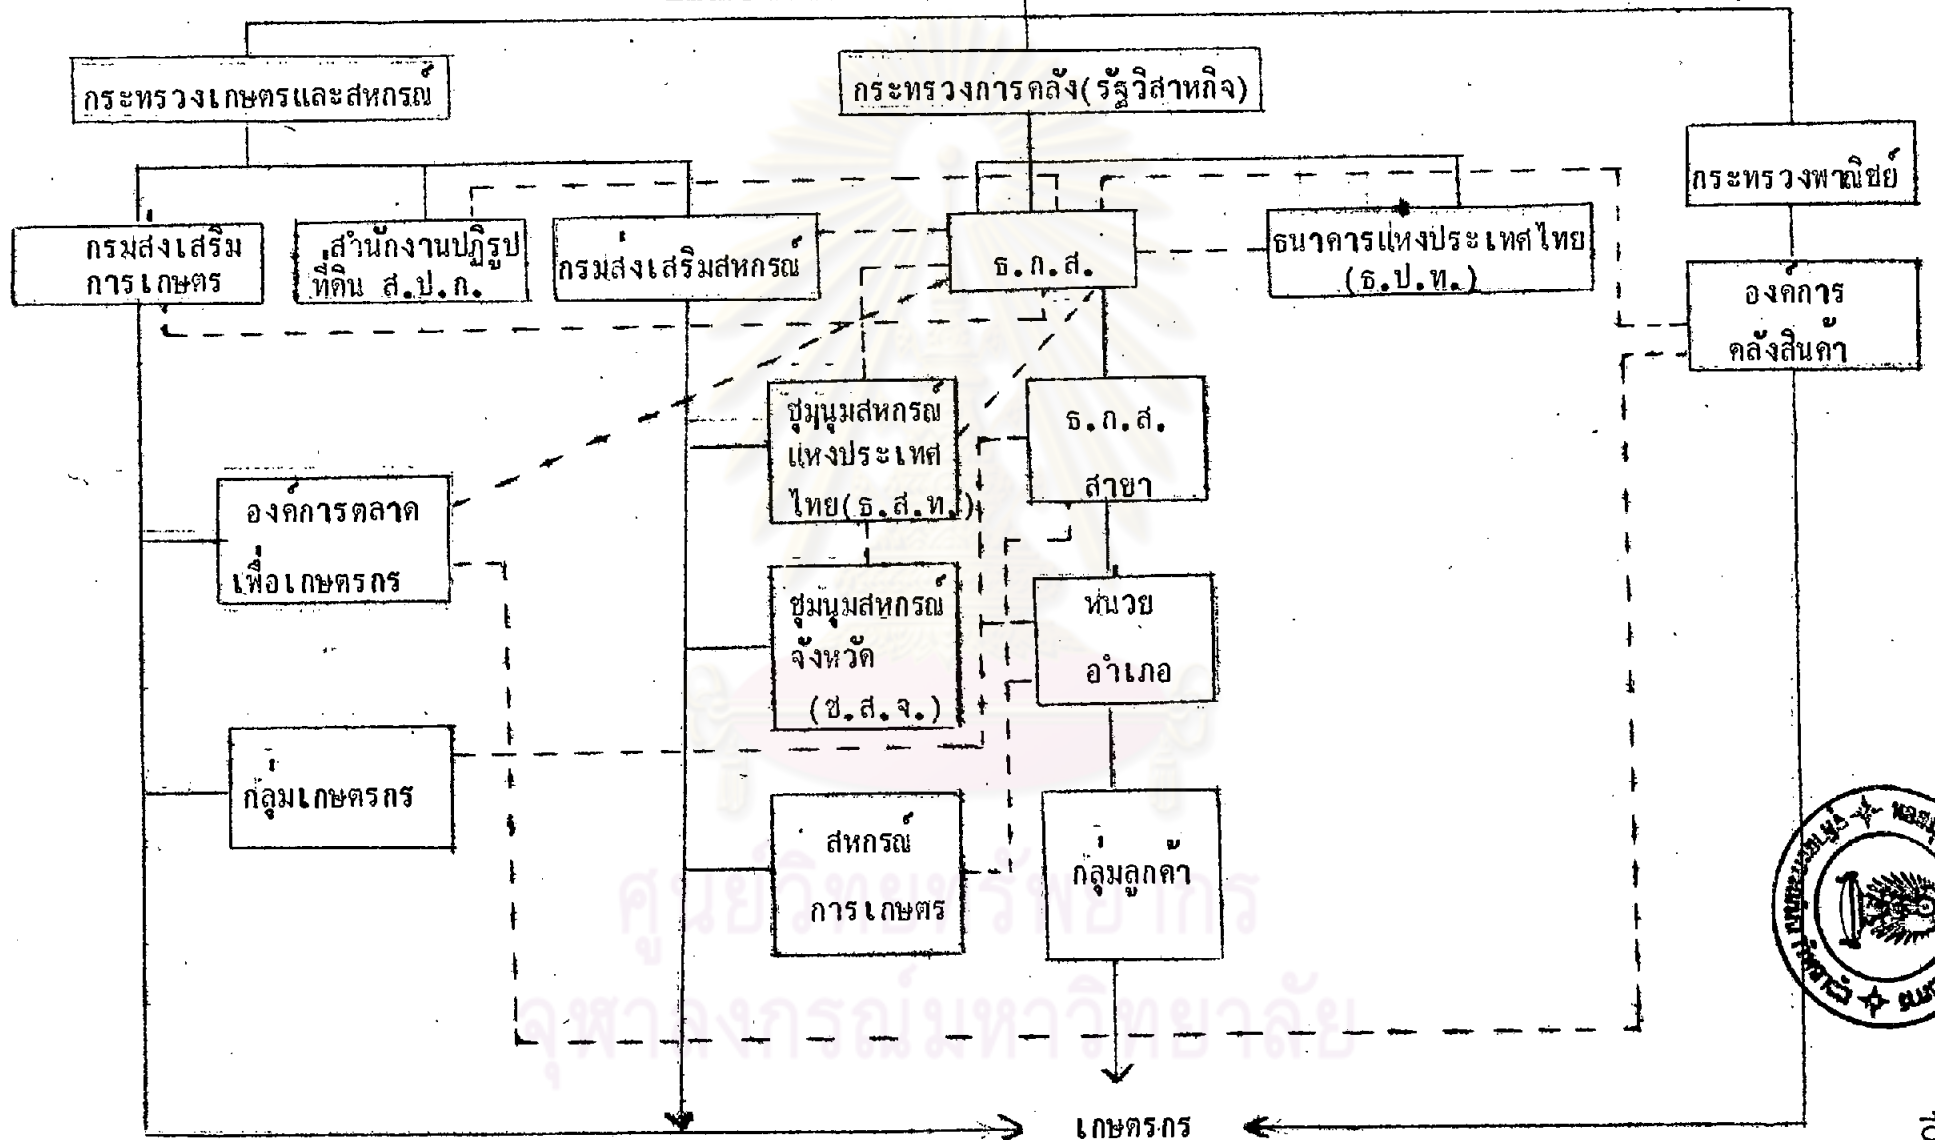 กระทรวงเกษตรและสหกรณ์
กระทรวงการคลัง(รัฐวิสาหกิจ)
กระทรวงพาณิชย์
กรมส่งเสริม
การเกษตร
สำนักงานปฏิรูป
ที่ดิน ส.ป.ก.
กรมส่งเสริมสหกรณ์
ธ.ก.ส.
ธนาคารแห่งประเทศไทย
(ธ.ป.ท.)
องค์การ
คลังสินค้า
ชุมนุมสหกรณ์
แห่งประเทศ
ไทย(ธ.ส.ท.)
ธ.ก.ส.
สาขา
องค์การตลาด
เพื่อเกษตรกร
ชุมนุมสหกรณ์
จังหวัด
(ช.ส.จ.)
หน่วย
อำเภอ
กลุ่มเกษตรกร
สหกรณ์
การเกษตร
กลุ่มลูกค้า
ศูนย์วิทยทรัพยากร
จุฬาลงกรณ์มหาวิทยาลัย
เกษตรกร